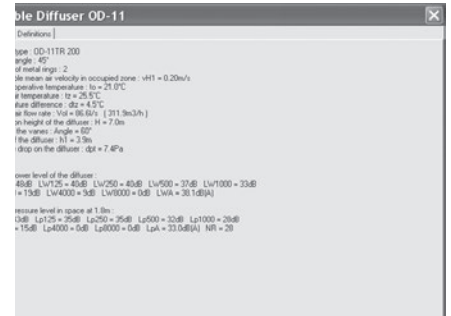 ble Diffuser OD-11
Definitions
ype : OD-11TR 200
angle : 45°
of metal rings : 2
ble mean air velocity in occupied zone : vH1 = 0.20m/s
operative temperature : to = 21.0°C
ir temperature : tz = 25.5°C
ature difference : dtz = 4.5°C
air flow rate : Vol = 86.6l/s ( 311.9m3/h )
on height of the diffuser : H = 7.0m
the vanes : Angle = 60°
f the diffuser : h1 = 3.9m
drop on the diffuser : dpt = 7.4Pa
ower level of the diffuser :
48dB LW125 = 40dB LW250 = 40dB LW500 = 37dB LW1000 = 33dB
= 19dB LW4000 = 9dB LW8000 = 0dB LWA = 38.1dB(A)
ressure level in space at 1.8m :
3dB Lp125 = 35dB Lp250 = 35dB Lp500 = 32dB Lp1000 = 28dB
= 15dB Lp4000 = 0dB Lp8000 = 0dB LpA = 33.0dB(A) NR = 28